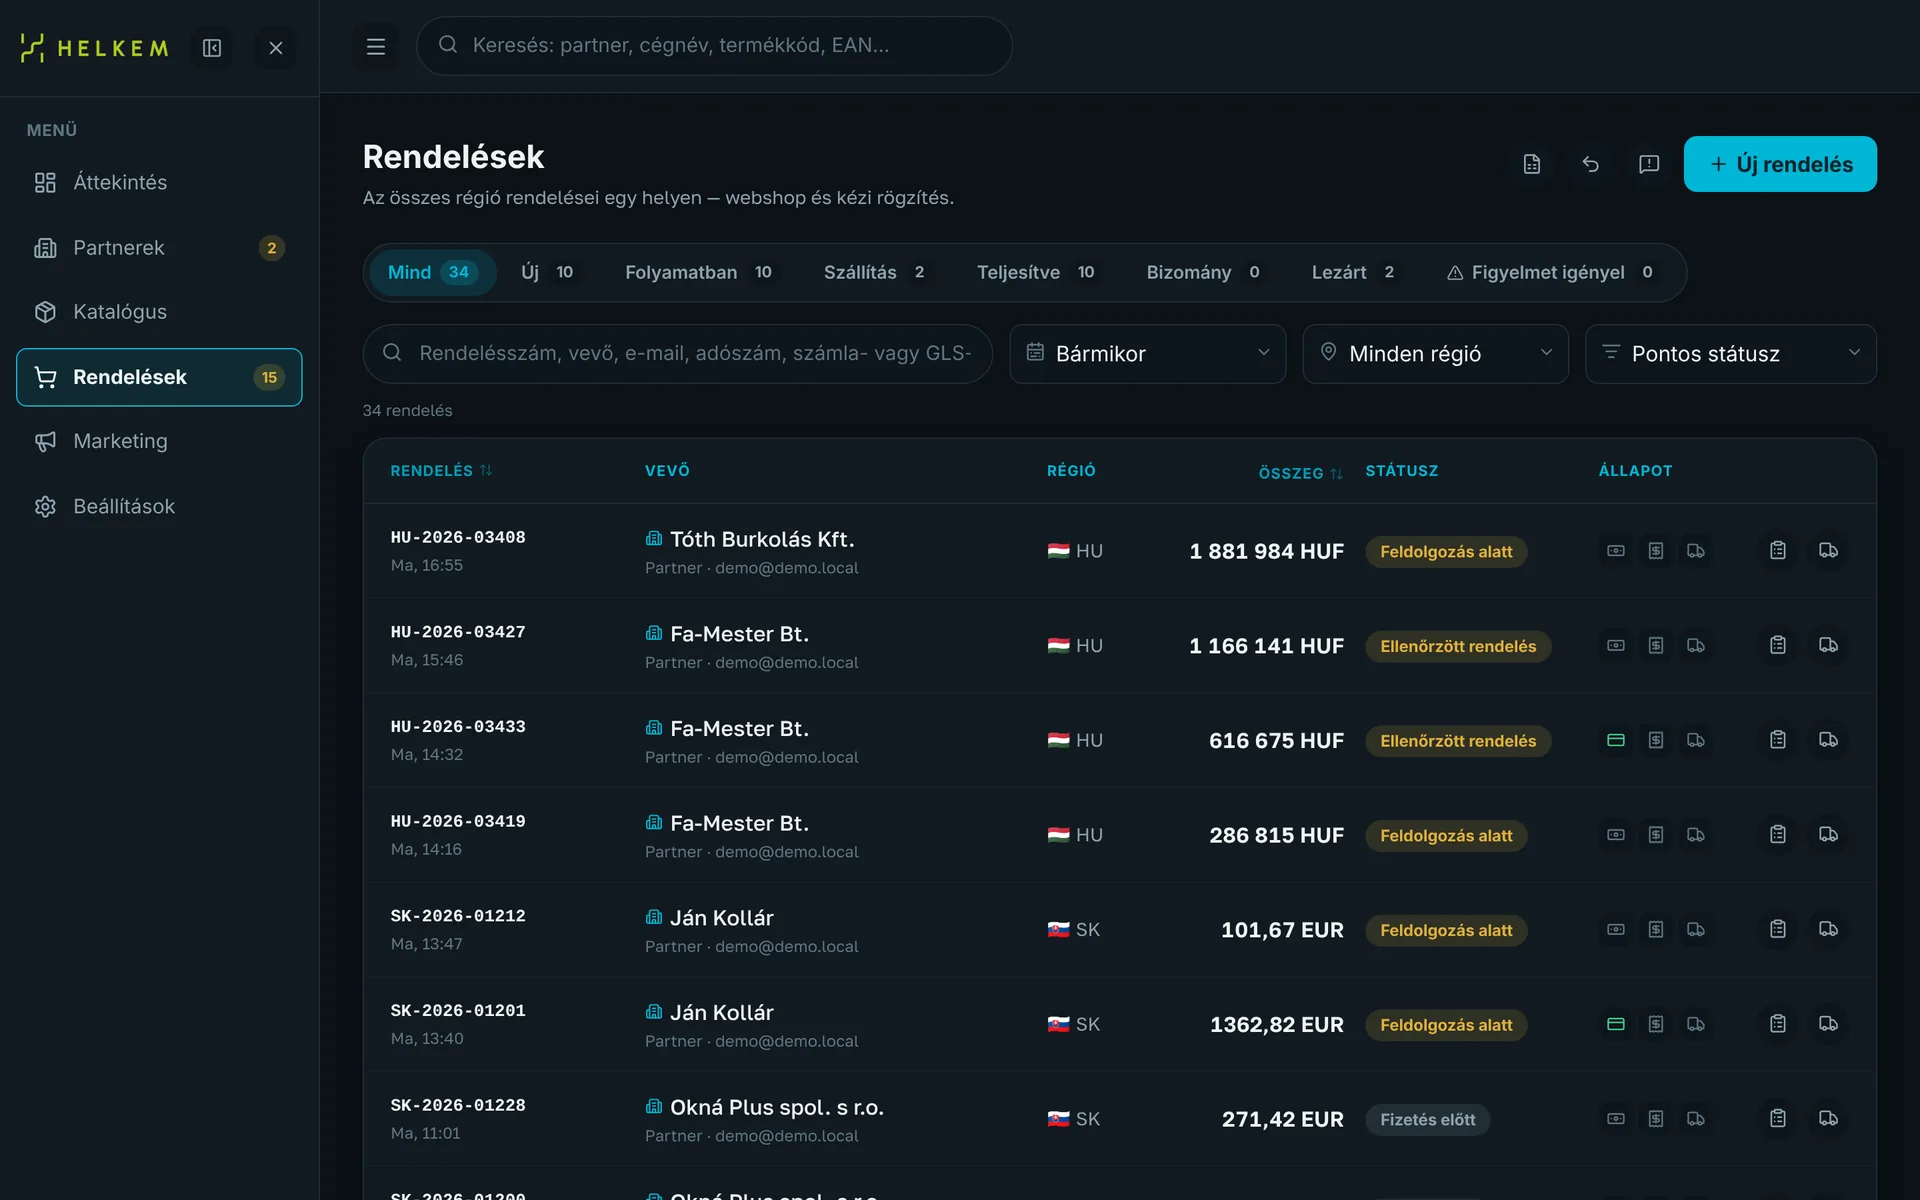 HELKEM
Keresés: partner, cégnév, termékkód, EAN...
MENÜ
Áttekintés
Partnerek 2
Katalógus
Rendelések 15
Marketing
Beállítások
Rendelések
Az összes régió rendelései egy helyen — webshop és kézi rögzítés.
+ Új rendelés
Mind 34 Új 10 Folyamatban 10 Szállítás 2 Teljesítve 10 Bizomány 0 Lezárt 2 Figyelmet igényel 0
Rendelésszám, vevő, e-mail, adószám, számla- vagy GLS- Bármikor Minden régió Pontos státusz
34 rendelés
RENDELÉS VEVŐ RÉGIÓ ÖSSZEG STÁTUSZ ÁLLAPOT
HU-2026-03408 Tóth Burkolás Kft. HU 1 881 984 HUF Feldolgozás alatt
Ma, 16:55 Partner · demo@demo.local
HU-2026-03427 Fa-Mester Bt. HU 1 166 141 HUF Ellenőrzött rendelés
Ma, 15:46 Partner · demo@demo.local
HU-2026-03433 Fa-Mester Bt. HU 616 675 HUF Ellenőrzött rendelés
Ma, 14:32 Partner · demo@demo.local
HU-2026-03419 Fa-Mester Bt. HU 286 815 HUF Feldolgozás alatt
Ma, 14:16 Partner · demo@demo.local
SK-2026-01212 Ján Kollár SK 101,67 EUR Feldolgozás alatt
Ma, 13:47 Partner · demo@demo.local
SK-2026-01201 Ján Kollár SK 1362,82 EUR Feldolgozás alatt
Ma, 13:40 Partner · demo@demo.local
SK-2026-01228 Okná Plus spol. s r.o. SK 271,42 EUR Fizetés előtt
Ma, 11:01 Partner · demo@demo.local
SK-2026-01200 Okná Plus spol. s r.o.